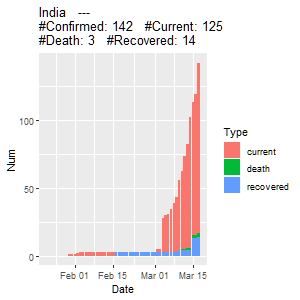 India   ---
#Confirmed: 142   #Current: 125
#Death: 3   #Recovered: 14
100
50
0
Num
Feb 01
Feb 15
Mar 01
Mar 15
Date
Type
current
death
recovered